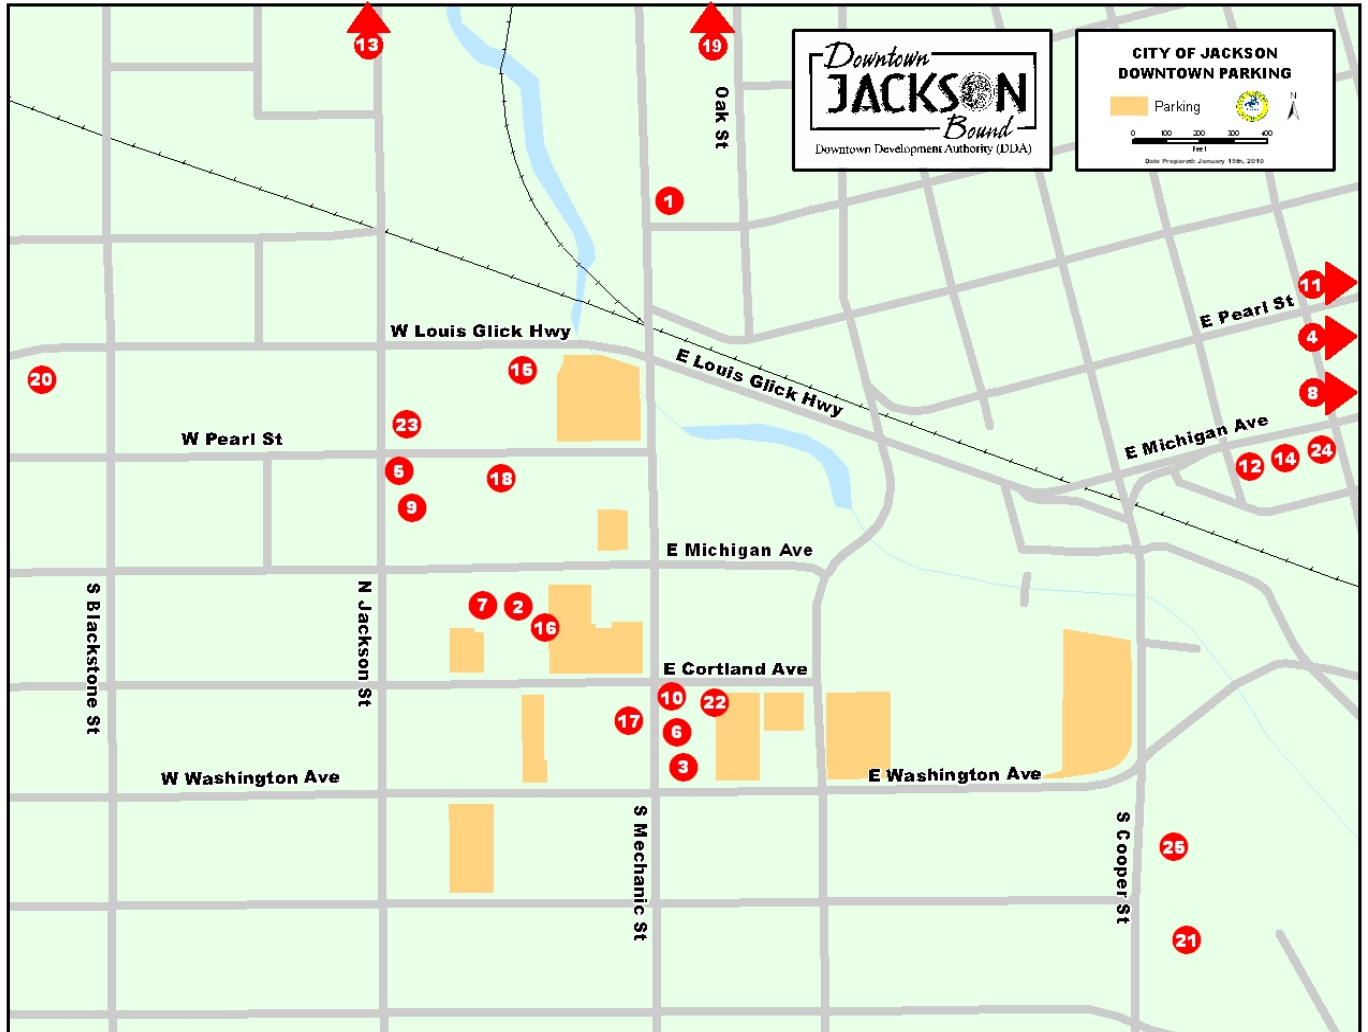 13
19
Oak St
Downtown
JACKSON
Bound
Downtown Development Authority (DDA)
CITY OF JACKSON
DOWNTOWN PARKING
Parking
N
0 100 200 300 400
Feet
Date Prepared: January 15th, 2010
1
11
E Pearl St
4
W Louis Glick Hwy
E Louis Glick Hwy
15
20
8
23
W Pearl St
E Michigan Ave
5
18
12
14
24
9
E Michigan Ave
S Blackstone St
N Jackson St
7
2
16
E Cortland Ave
10
22
17
6
3
W Washington Ave
E Washington Ave
S Mechanic St
S Cooper St
25
21